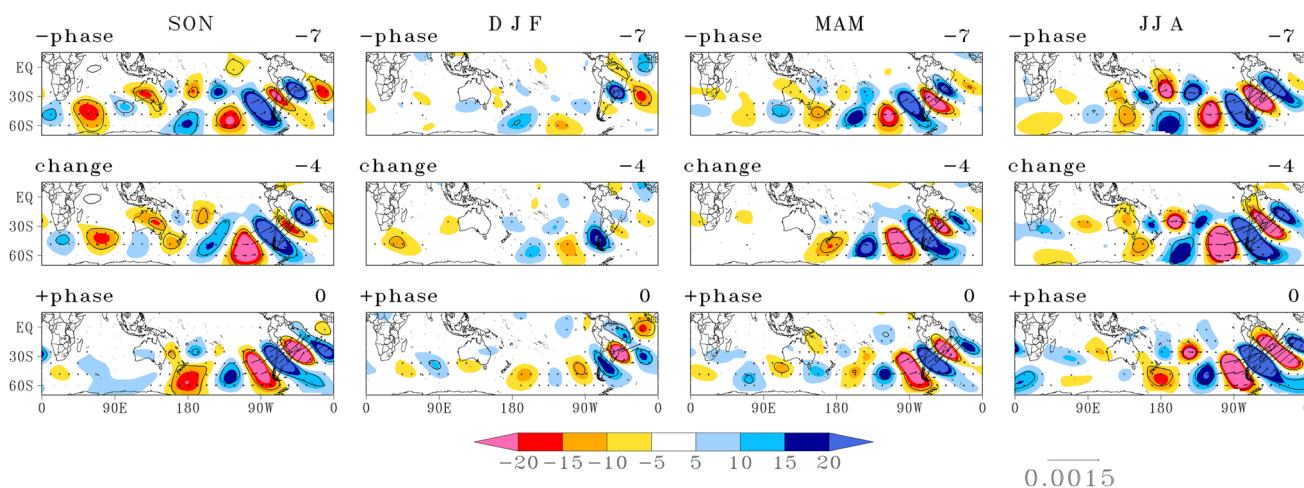 SON DJF MAM JJA
-phase -7 -phase -7 -phase -7 -phase -7
EQ
30S
60S
change -4 change -4 change -4 change -4
EQ
30S
60S
+phase 0 +phase 0 +phase 0 +phase 0
EQ
30S
60S
0 90E 180 90W 0 0 90E 180 90W 0 0 90E 180 90W 0 0 90E 180 90W
-20 -15 -10 -5 5 10 15 20
0.0015